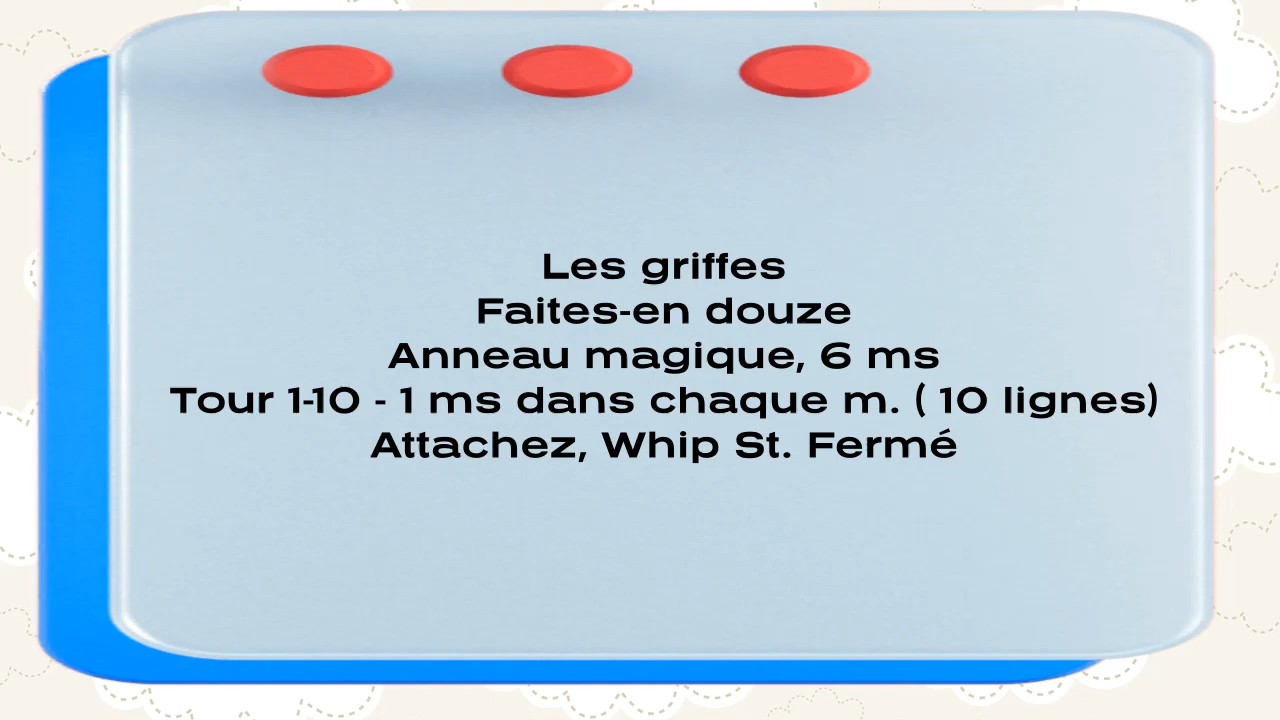 Les griffes
Faites-en douze
Anneau magique, 6 ms
Tour 1-10 - 1 ms dans chaque m. ( 10 lignes)
Attachez, Whip St. Fermé